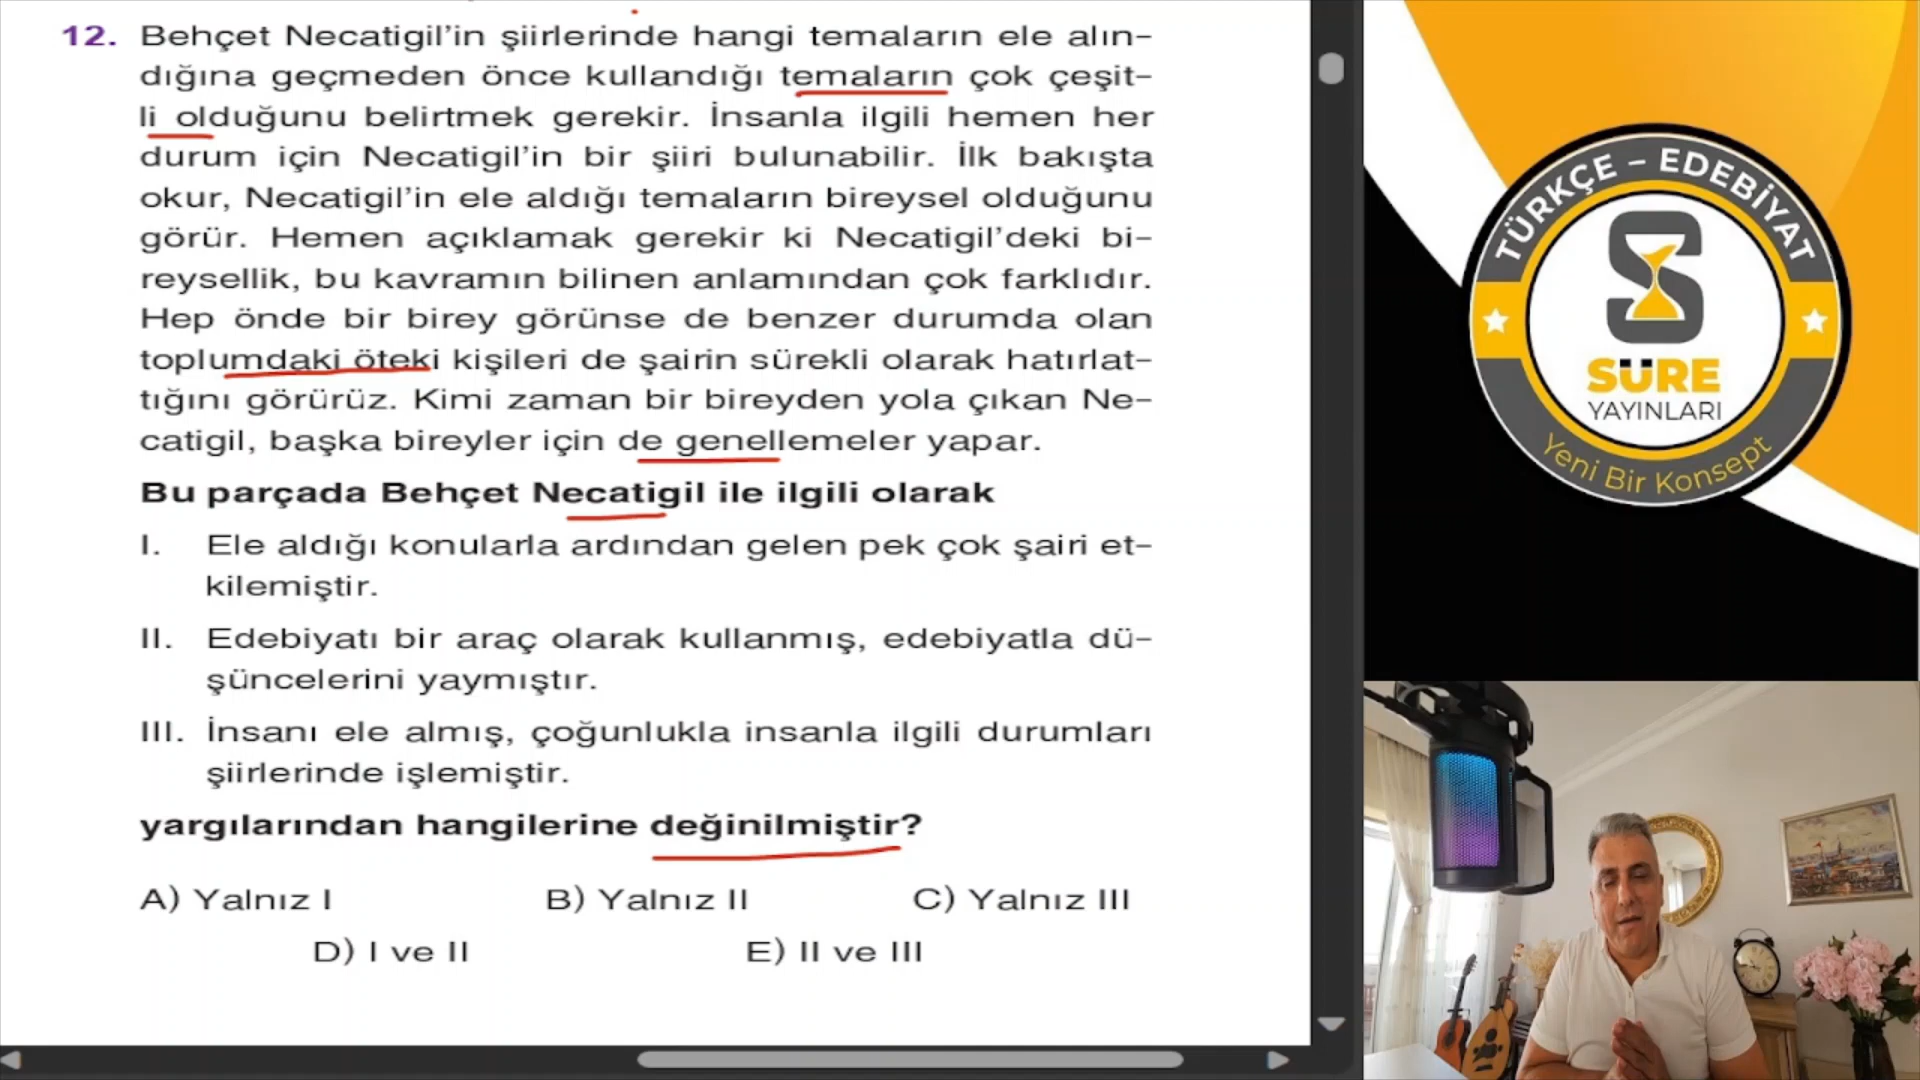 12. Behçet Necatigil'in şiirlerinde hangi temaların ele alın-
dığına geçmeden önce kullandığı temaların çok çeşit-
li olduğunu belirtmek gerekir. İnsanla ilgili hemen her
durum için Necatigil'in bir şiiri bulunabilir. İlk bakışta
okur, Necatigil'in ele aldığı temaların bireysel olduğunu
görür. Hemen açıklamak gerekir ki Necatigil'deki bi-
reysellik, bu kavramın bilinen anlamından çok farklıdır.
Hep önde bir birey görünse de benzer durumda olan
toplumdaki öteki kişileri de şairin sürekli olarak hatırlat-
tığını görürüz. Kimi zaman bir bireyden yola çıkan Ne-
catigil, başka bireyler için de genellemeler yapar.
Bu parçada Behçet Necatigil ile ilgili olarak
I. Ele aldığı konularla ardından gelen pek çok şairi et-
kilemiştir.
II. Edebiyatı bir araç olarak kullanmış, edebiyatla dü-
şüncelerini yaymıştır.
III. İnsanı ele almış, çoğunlukla insanla ilgili durumları
şiirlerinde işlemiştir.
yargılarından hangilerine değinilmiştir?
A) Yalnız I B) Yalnız II C) Yalnız III
D) I ve II E) II ve III
TÜRKÇE – EDEBİYAT
S
SÜRE
YAYINLARI
Yeni Bir Konsept